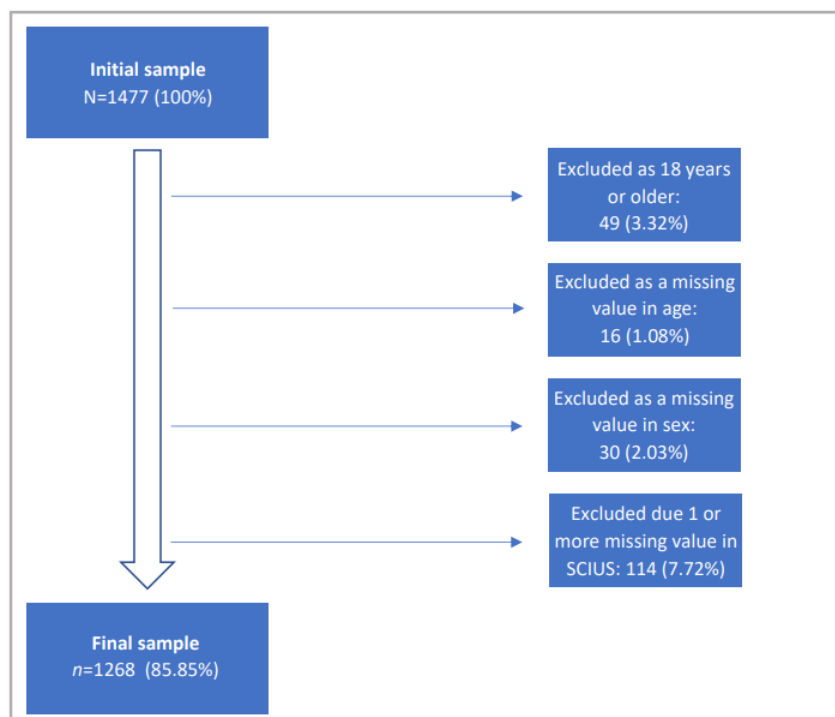 Initial sample
N=1477 (100%)
Excluded as 18 years
or older:
49 (3.32%)
Excluded as a missing
value in age:
16 (1.08%)
Excluded as a missing
value in sex:
30 (2.03%)
Excluded due 1 or
more missing value in
SCIUS: 114 (7.72%)
Final sample
n=1268 (85.85%)